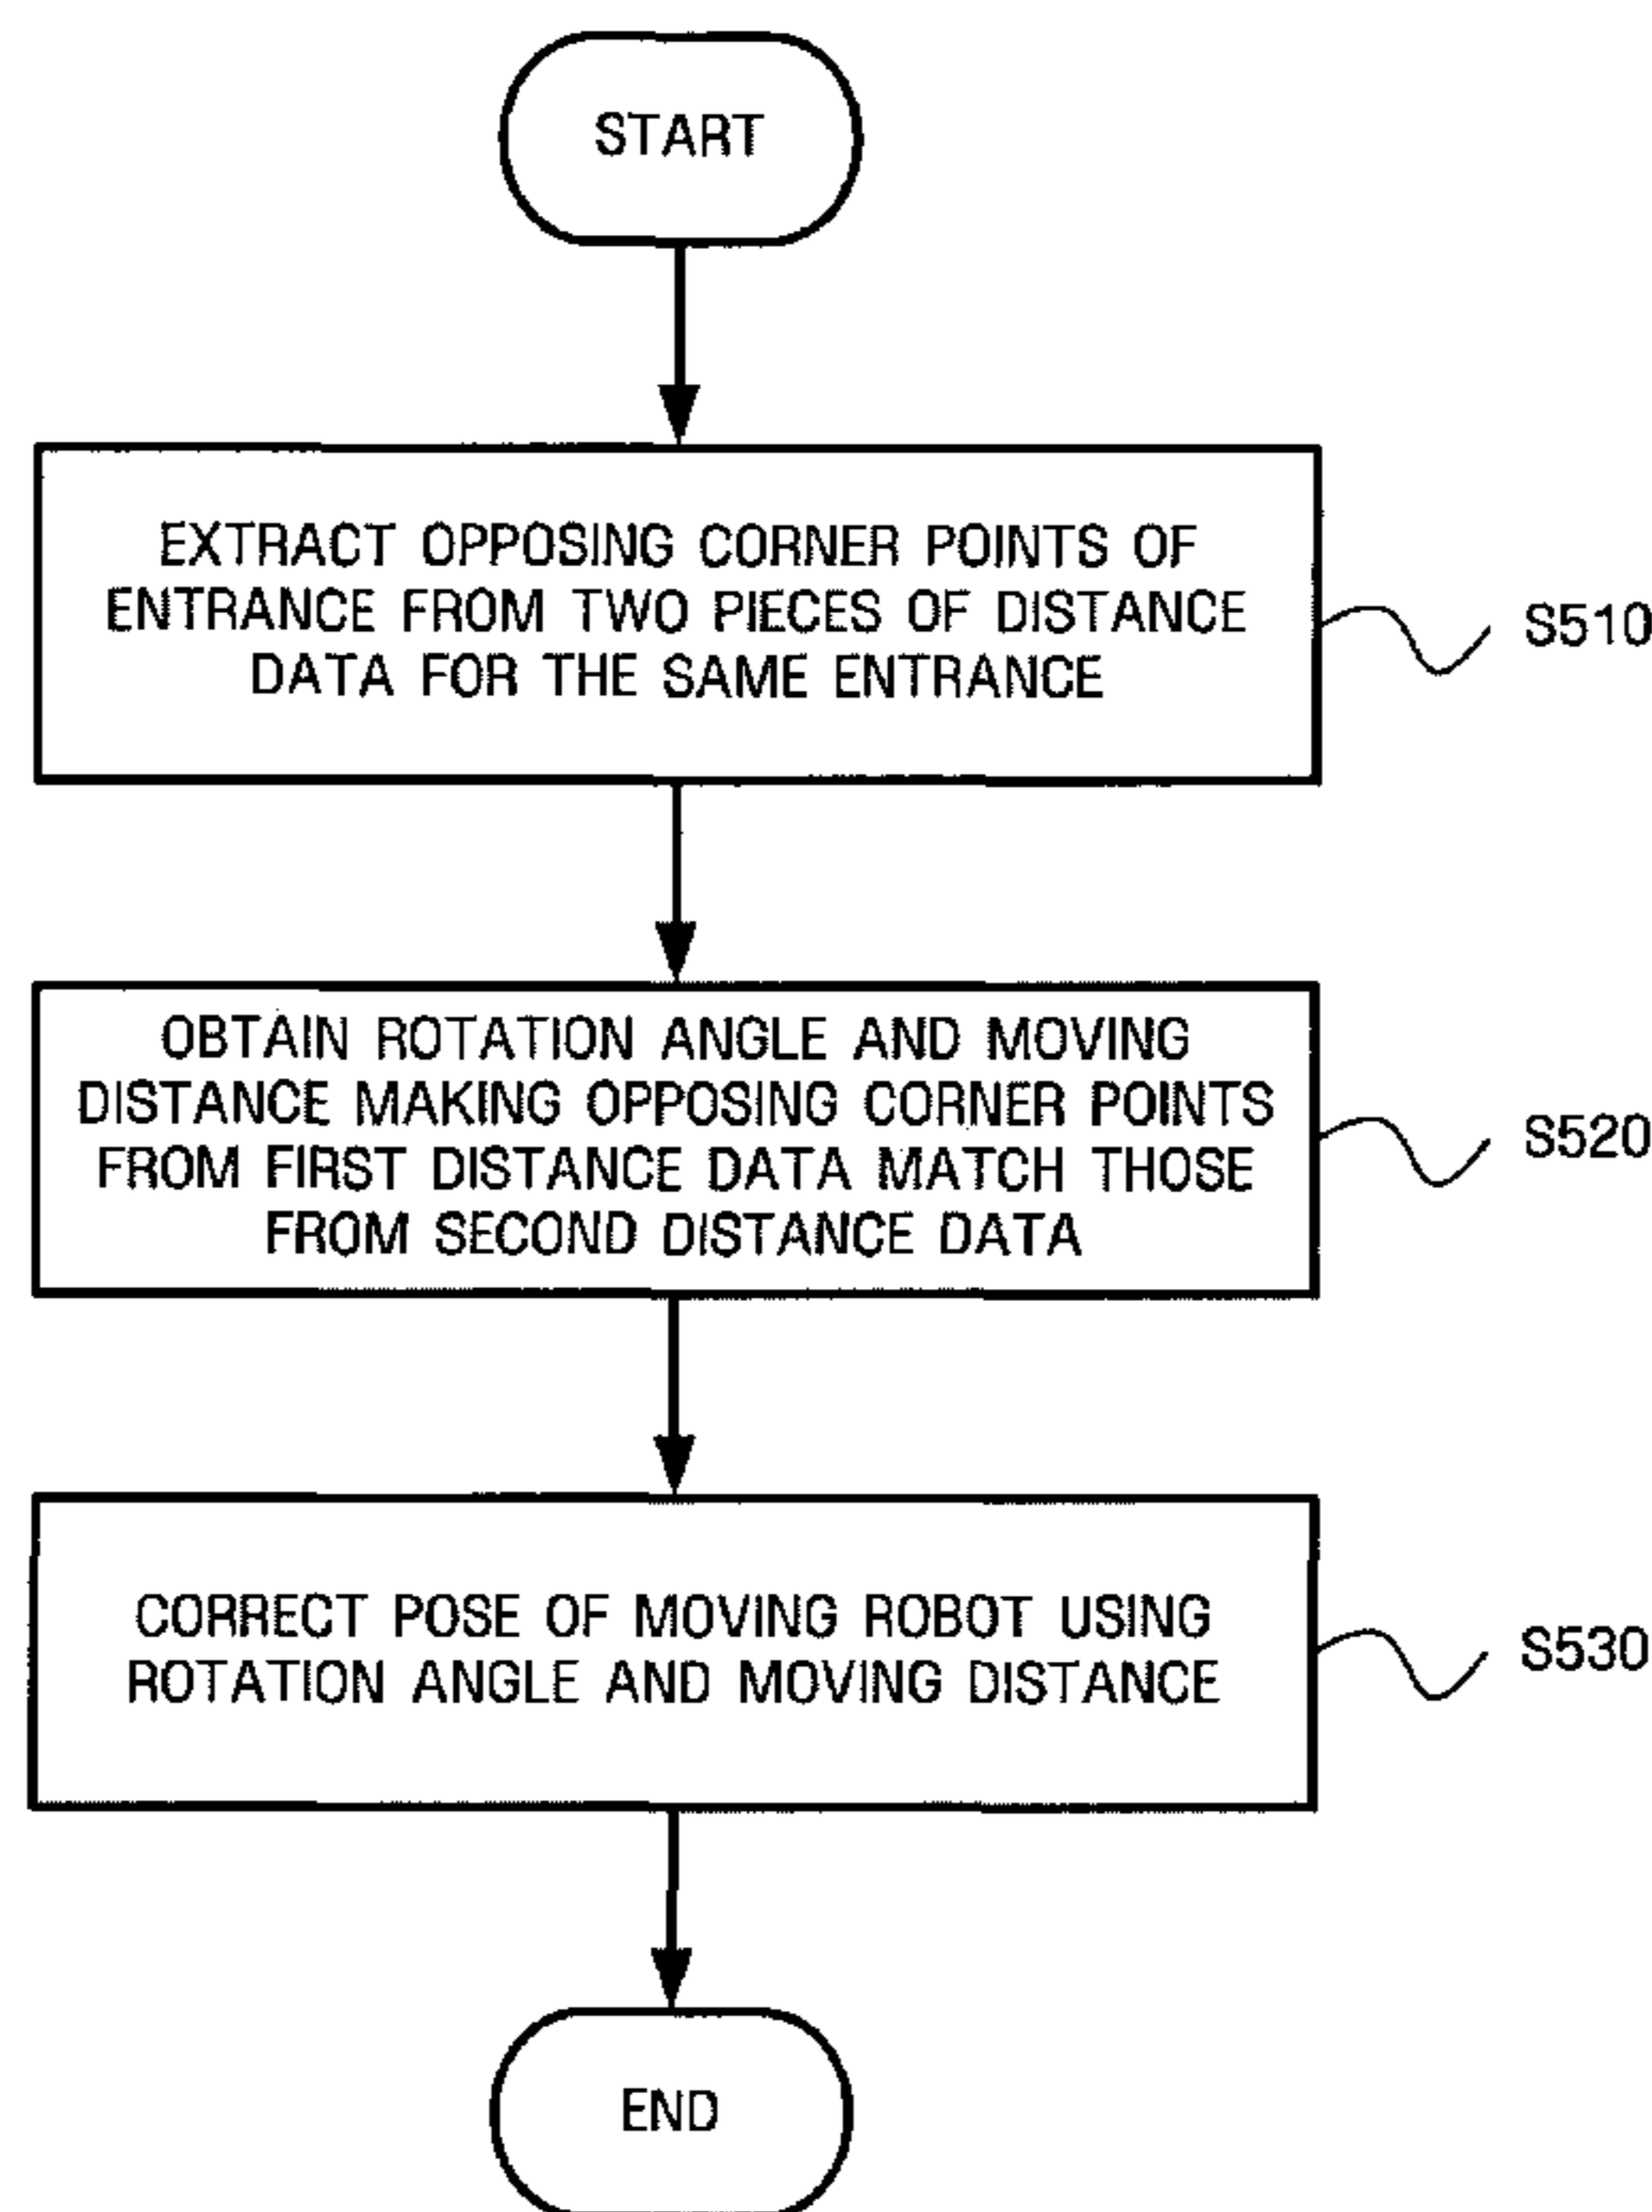 START
EXTRACT OPPOSING CORNER POINTS OF
ENTRANCE FROM TWO PIECES OF DISTANCE
DATA FOR THE SAME ENTRANCE
S510
OBTAIN ROTATION ANGLE AND MOVING
DISTANCE MAKING OPPOSING CORNER POINTS
FROM FIRST DISTANCE DATA MATCH THOSE
FROM SECOND DISTANCE DATA
S520
CORRECT POSE OF MOVING ROBOT USING
ROTATION ANGLE AND MOVING DISTANCE
S530
END